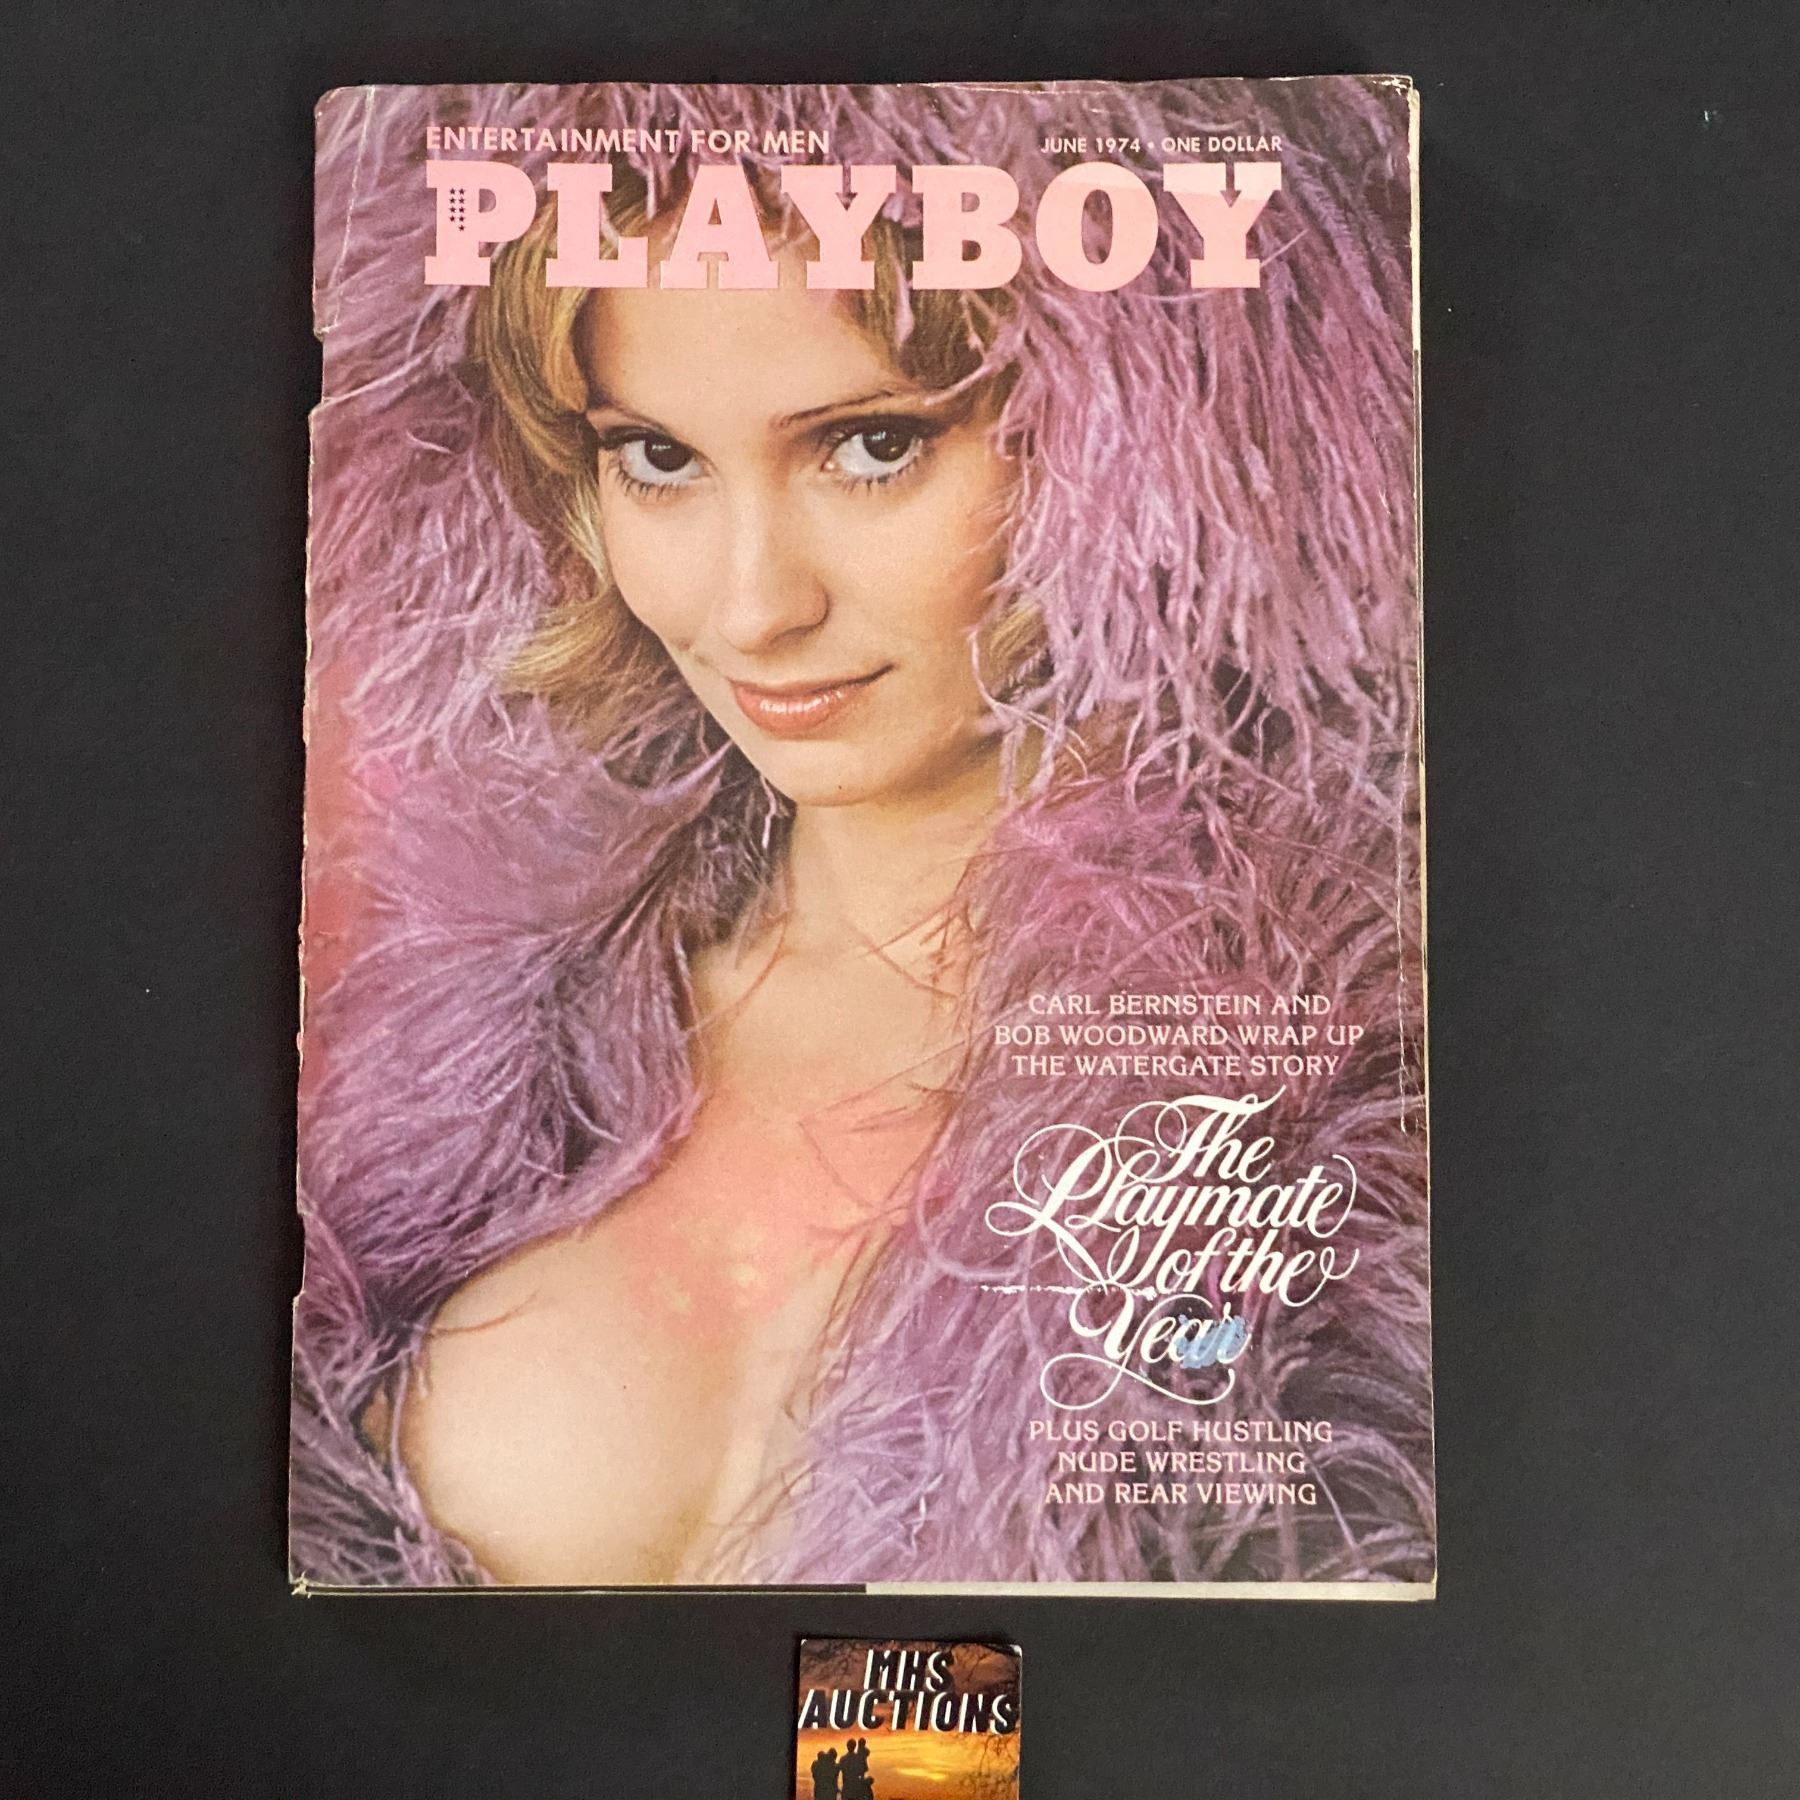 ENTERTAINMENT FOR MEN
JUNE 1974 • ONE DOLLAR
PLAYBOY
CARL BERNSTEIN AND
BOB WOODWARD WRAP UP
THE WATERGATE STORY
The
Playmate
of the
Year
PLUS GOLF HUSTLING
NUDE WRESTLING
AND REAR VIEWING
MHS
AUCTIONS